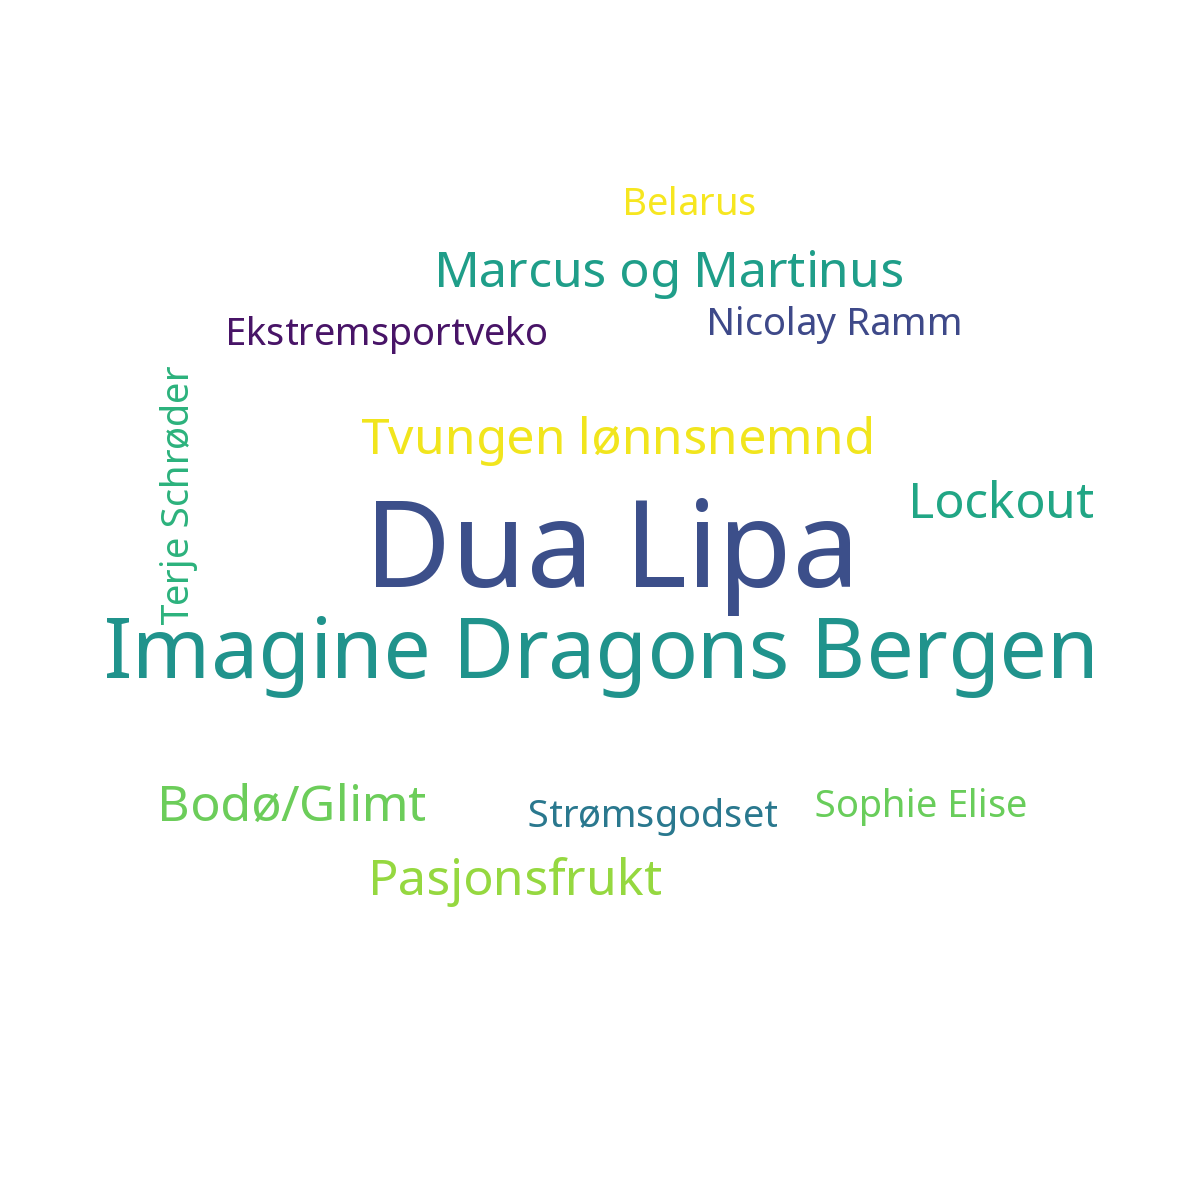 Belarus
Marcus og Martinus
Nicolay Ramm
Ekstremsportveko
Terje Schrøder
Tvungen lønnsnemnd
Lockout
Dua Lipa
Imagine Dragons Bergen
Bodø/Glimt
Strømsgodset
Sophie Elise
Pasjonsfrukt